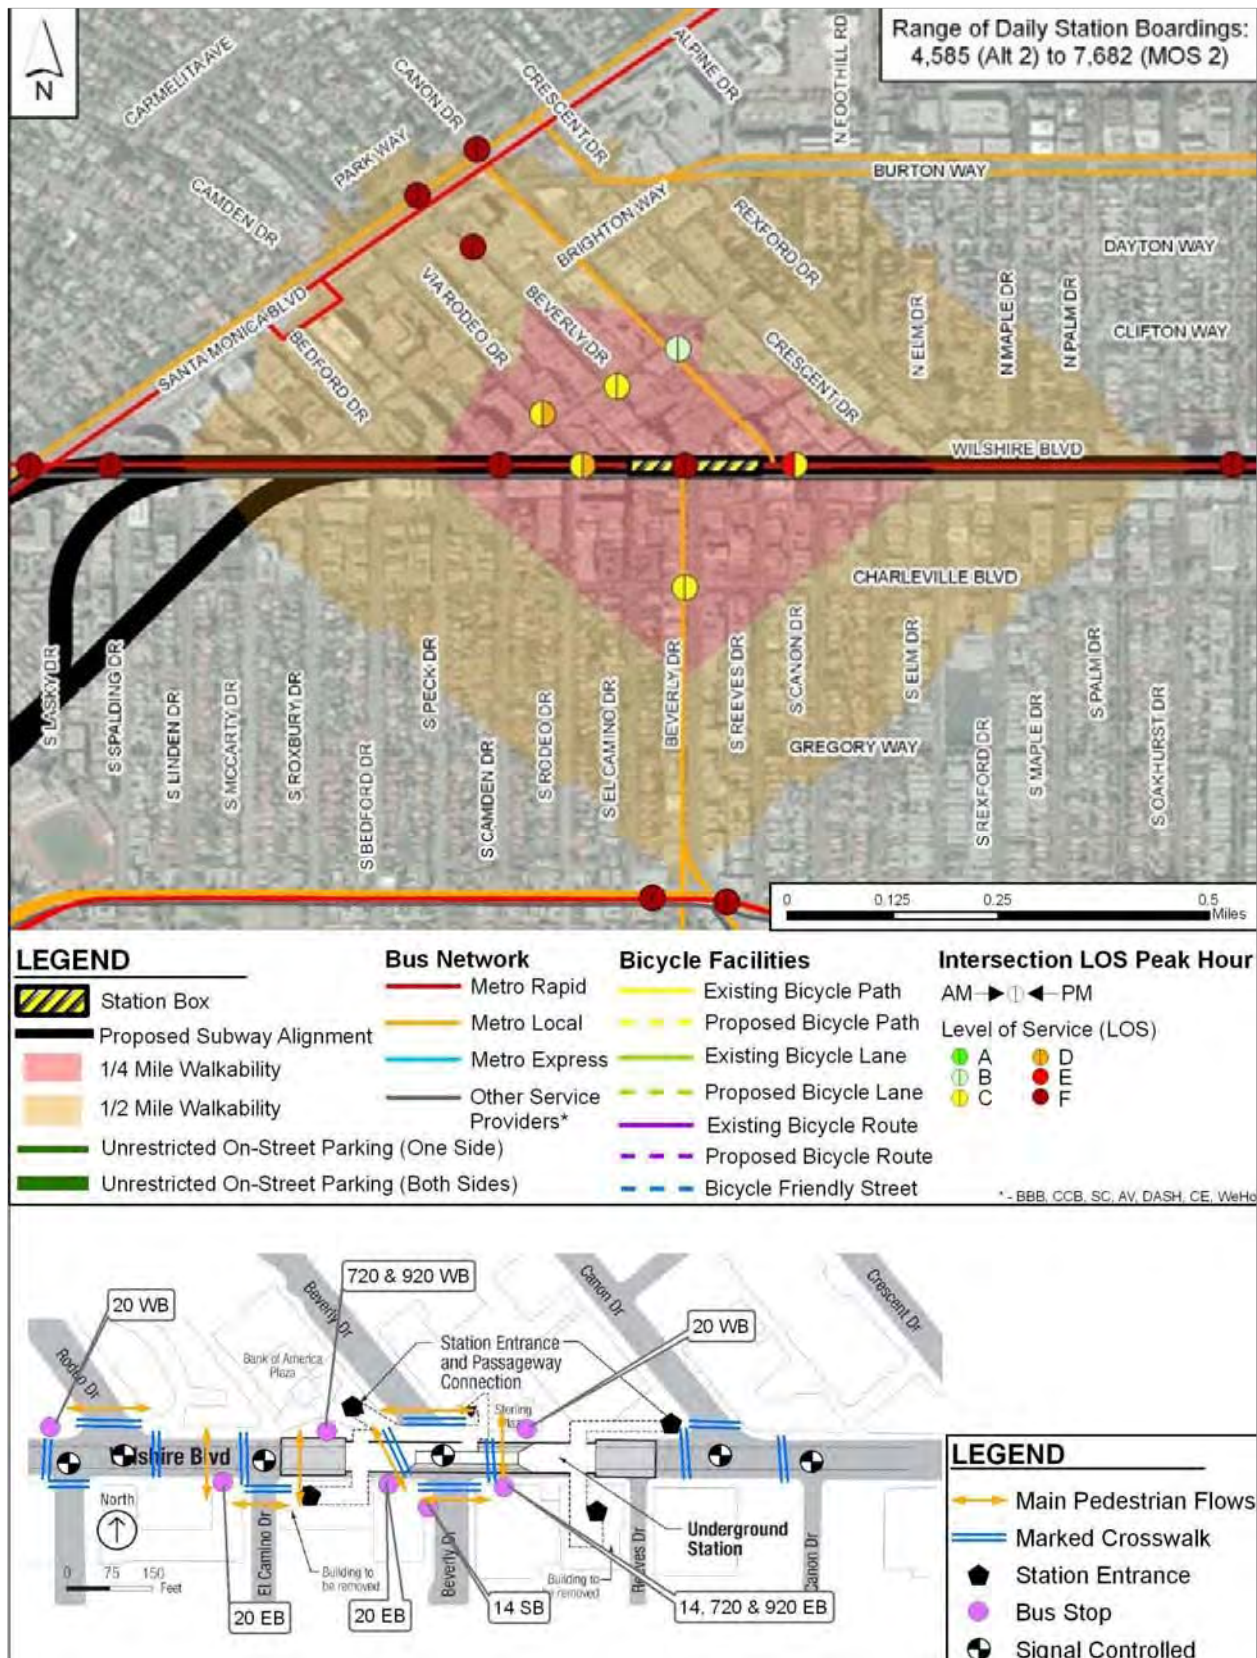 N
Range of Daily Station Boardings:
4,585 (Alt 2) to 7,682 (MOS 2)
CARMELITA AVE
CANON DR
ALPINE DR
CRESCENT DR
N FOOTHILL RD
PARK WAY
BURTON WAY
CAMDEN DR
BRIGHTON WAY
REXFORD DR
DAYTON WAY
SANTA MONICA BLVD
VIA RODEO DR
BEVERLY DR
N ELM DR
N MAPLE DR
N PALM DR
CLIFTON WAY
BEDFORD DR
CRESCENT DR
WILSHIRE BLVD
CHARLEVILLE BLVD
S LASKY DR
S SPALDING DR
S LINDEN DR
S MCCARTY DR
S ROXBURY DR
S BEDFORD DR
S PECK DR
S CAMDEN DR
S RODEO DR
S EL CAMINO DR
BEVERLY DR
S REEVES DR
S CANON DR
GREGORY WAY
S ELM DR
S REXFORD DR
S MAPLE DR
S PALM DR
S OAKHURST DR
0 0.125 0.25 0.5
Miles
LEGEND
Station Box
Proposed Subway Alignment
1/4 Mile Walkability
1/2 Mile Walkability
Unrestricted On-Street Parking (One Side)
Unrestricted On-Street Parking (Both Sides)
Bus Network
Metro Rapid
Metro Local
Metro Express
Other Service
Providers*
Bicycle Facilities
Existing Bicycle Path
Proposed Bicycle Path
Existing Bicycle Lane
Proposed Bicycle Lane
Existing Bicycle Route
Proposed Bicycle Route
Bicycle Friendly Street
Intersection LOS Peak Hour
AM PM
Level of Service (LOS)
A D
B E
C F
* - BBB, CCB, SC, AV, DASH, CE, WeHo
720 & 920 WB
20 WB
Rodeo Dr
Beverly Dr
Canon Dr
Crescent Dr
20 WB
Bank of America
Plaza
Station Entrance
and Passageway
Connection
Sterling
Wilshire Blvd
North
0 75 150
Feet
El Camino Dr
Building to
be removed
Beverly Dr
Building to
be removed
Reeves Dr
Underground
Station
Canon Dr
20 EB
20 EB
14 SB
14, 720 & 920 EB
LEGEND
Main Pedestrian Flows
Marked Crosswalk
Station Entrance
Bus Stop
Signal Controlled